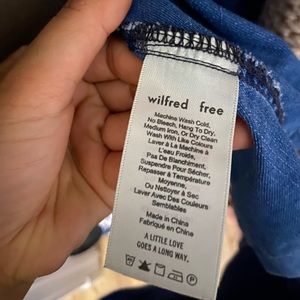 wilfred free
Machine Wash Cold,
No Bleach, Hang To Dry,
Medium Iron, Or Dry Clean
Wash With Like Colours
Laver À La Machine À
L'eau Froide,
Pas De Blanchiment,
Suspendre Pour Sécher,
Repasser à Température
Moyenne,
Ou Nettoyer à Sec
Laver Avec Des Couleurs
Semblables
Made in China
Fabriqué en China
A LITTLE LOVE
GOES A LONG WAY.